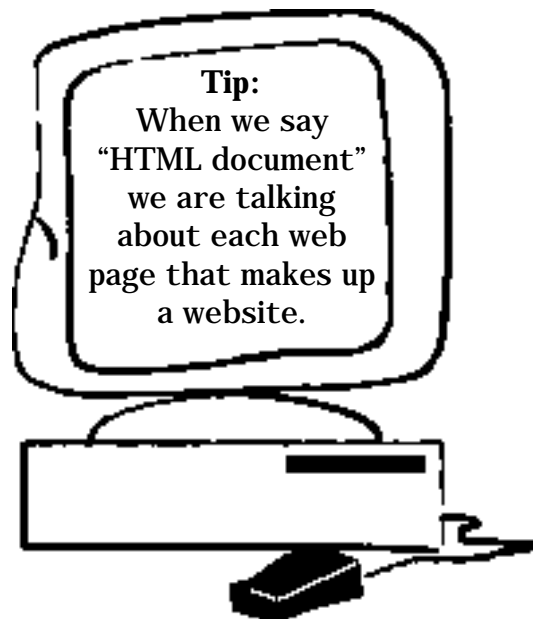 Tip:
When we say
“HTML document”
we are talking
about each web
page that makes up
a website.